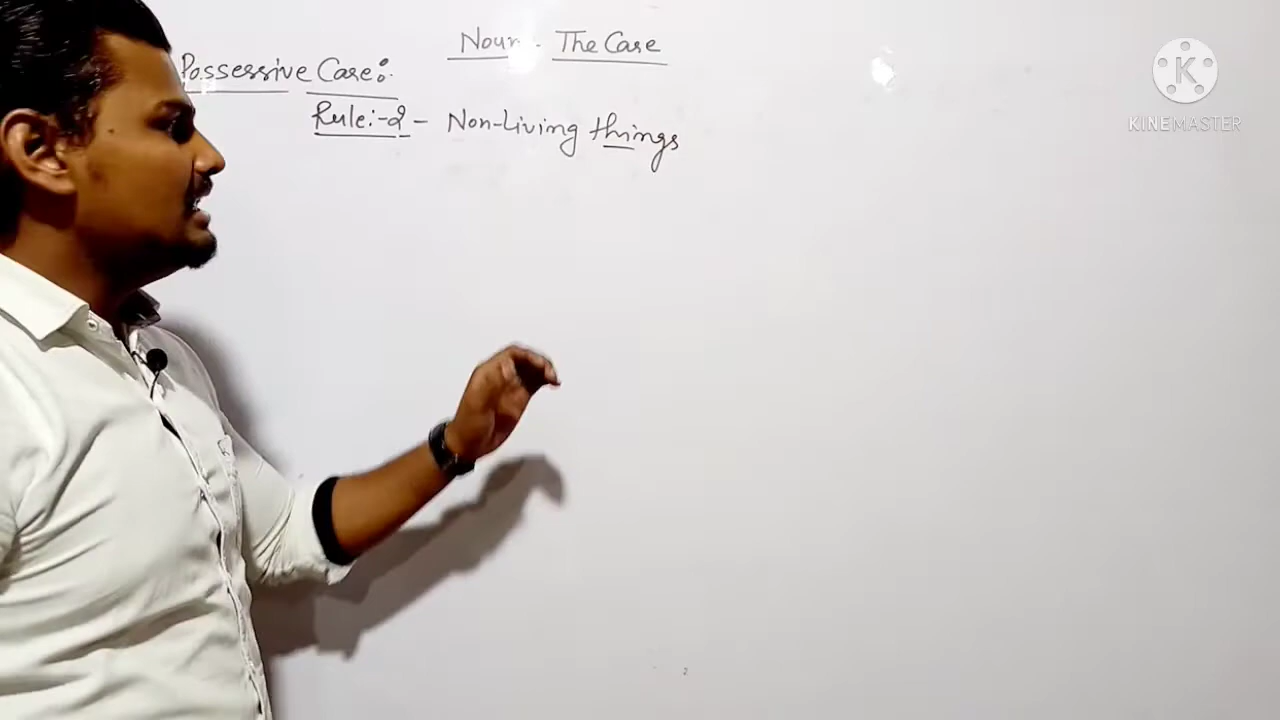 Noun - The Case
Possessive Case:-
Rule:-2 - Non-Living things
K
KINEMASTER